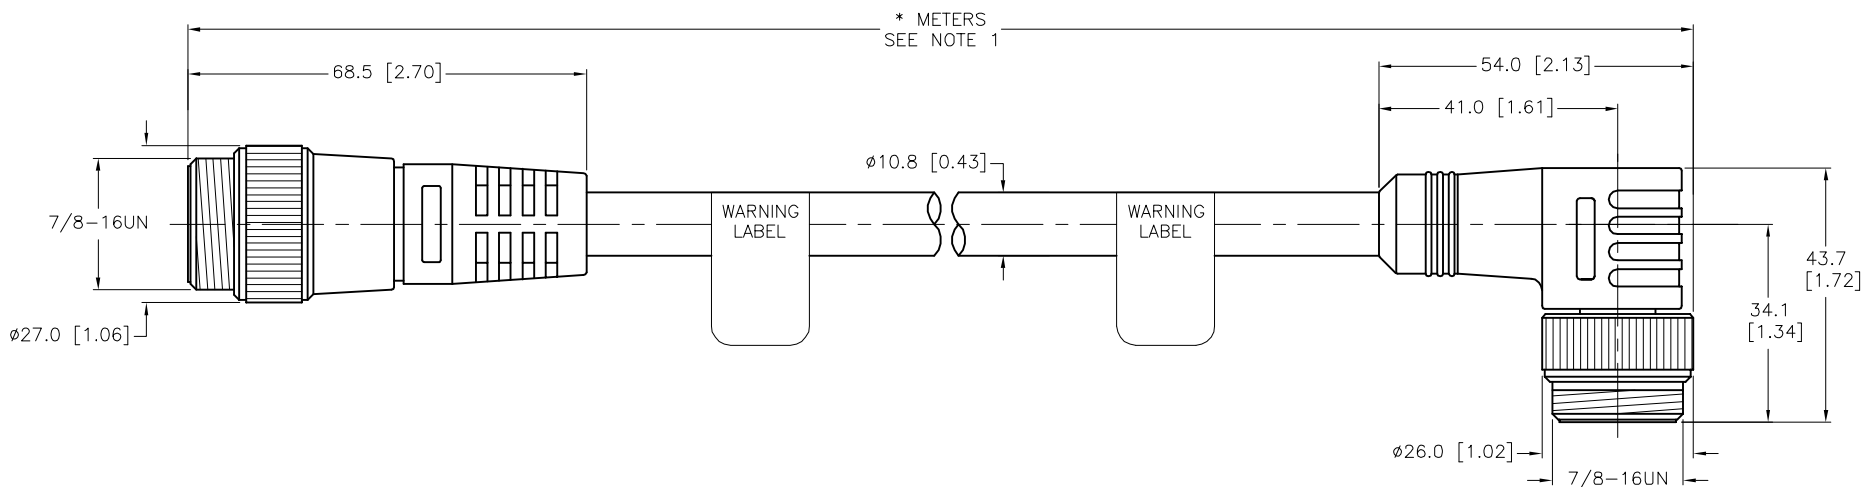 * METERS
SEE NOTE 1
68.5 [2.70]
54.0 [2.13]
41.0 [1.61]
ø10.8 [0.43]
7/8-16UN
WARNING
LABEL
WARNING
LABEL
43.7
[1.72]
34.1
[1.34]
ø27.0 [1.06]
ø26.0 [1.02]
7/8-16UN